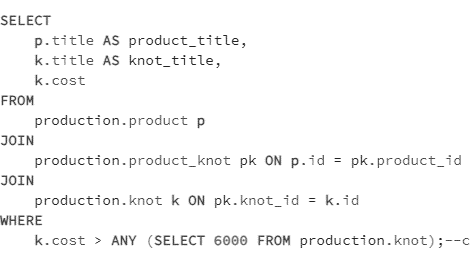 SELECT
p.title AS product_title,
k.title AS knot_title,
k.cost
FROM
production.product p
JOIN
production.product_knot pk ON p.id = pk.product_id
JOIN
production.knot k ON pk.knot_id = k.id
WHERE
k.cost > ANY (SELECT 6000 FROM production.knot);--c